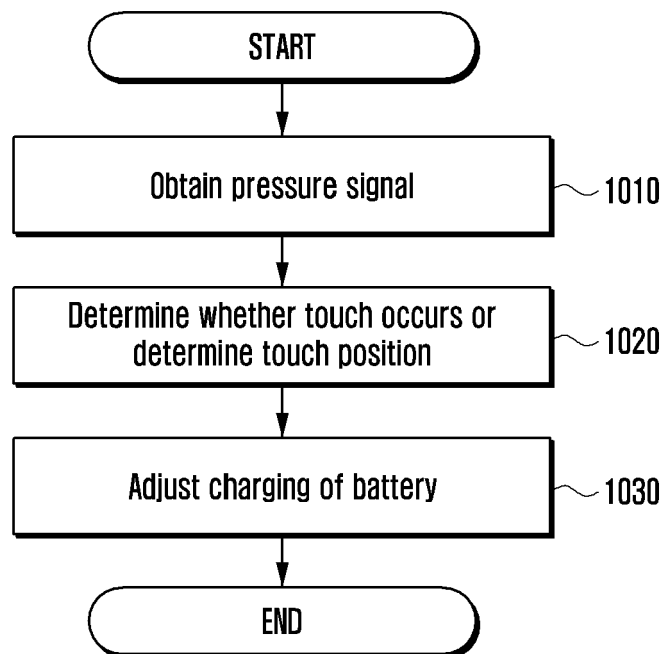 START
Obtain pressure signal
1010
Determine whether touch occurs or
determine touch position
1020
Adjust charging of battery
1030
END